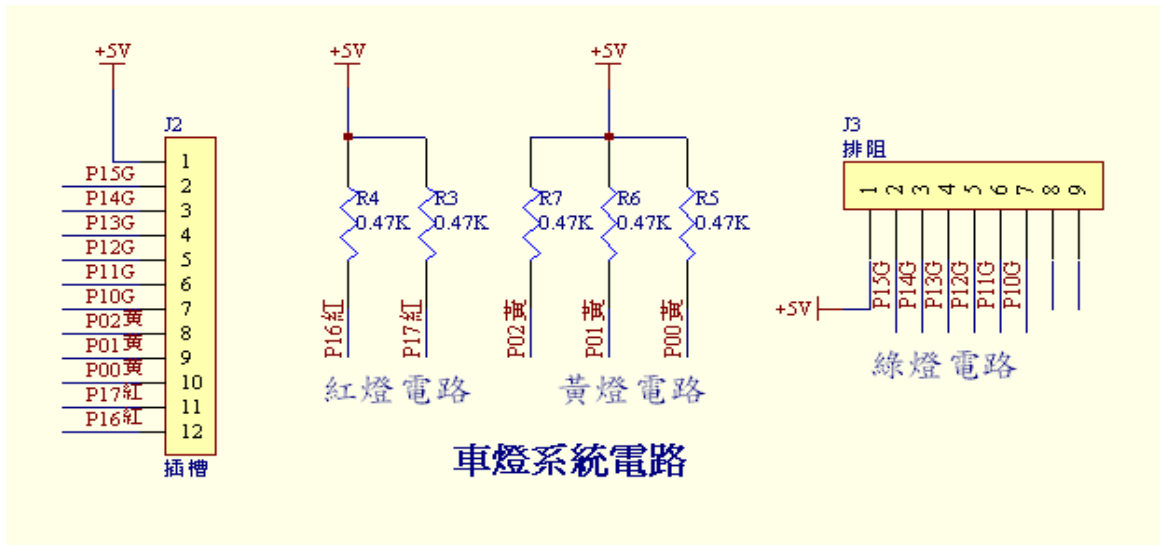 +5V
J2
1
P15G
2
P14G
3
P13G
4
P12G
5
P11G
6
P10G
7
P02黃
8
P01黃
9
P00黃
10
P17紅
11
P16紅
12
插槽
+5V
R4
0.47K
R3
0.47K
P16紅
P17紅
紅燈電路
+5V
R7
0.47K
R6
0.47K
R5
0.47K
P02黃
P01黃
P00黃
黃燈電路
J3
排阻
1 2 3 4 5 6 7 8 9
+5V
P15G
P14G
P13G
P12G
P11G
P10G
綠燈電路
車燈系統電路